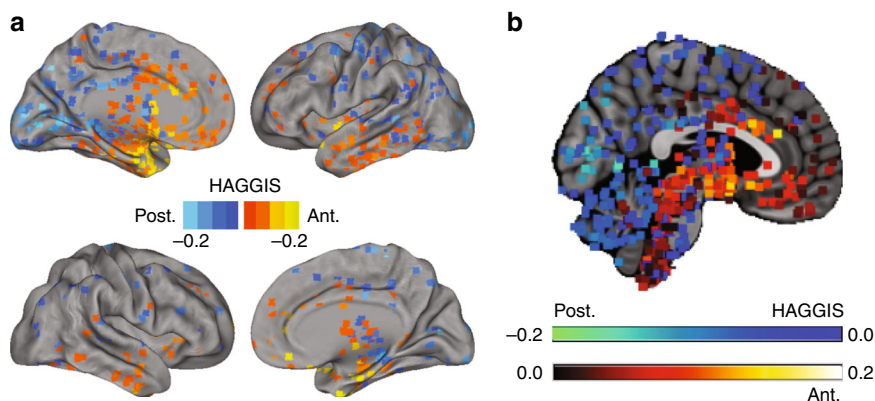 a
HAGGIS
Post. Ant.
−0.2 −0.2
b
Post. HAGGIS
−0.2 0.0
0.0 0.2
Ant.